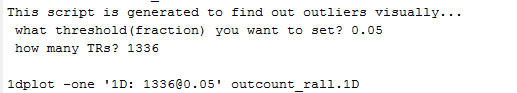 This script is generated to find out outliers visually...
what threshold(fraction) you want to set? 0.05
how many TRs? 1336
1dplot -one '1D: 1336@0.05' outcount_rall.1D